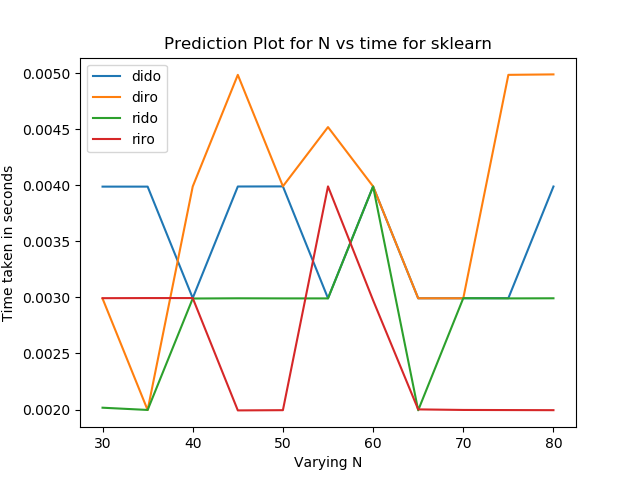 Prediction Plot for N vs time for sklearn
dido
diro
rido
riro
0.0050
0.0045
0.0040
0.0035
0.0030
0.0025
0.0020
Time taken in seconds
30 40 50 60 70 80
Varying N